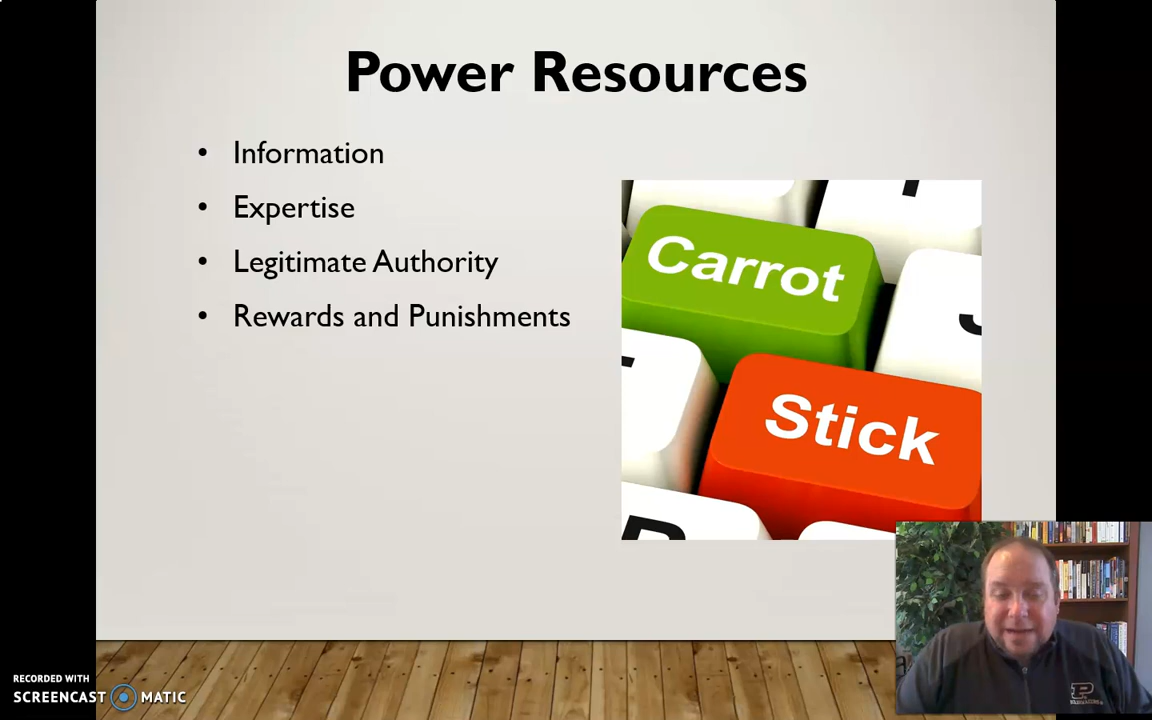 Power Resources
• Information
• Expertise
• Legitimate Authority
• Rewards and Punishments
Carrot
Stick
RECORDED WITH
SCREENCAST MATIC